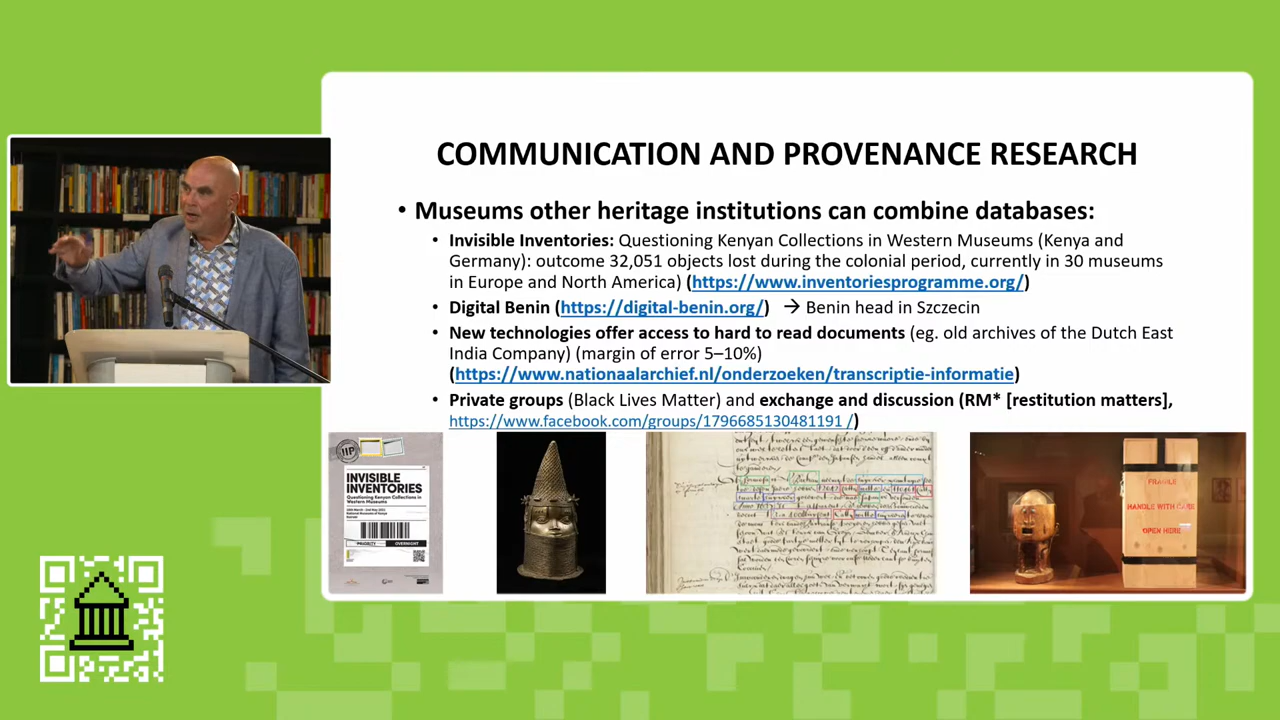 COMMUNICATION AND PROVENANCE RESEARCH
• Museums other heritage institutions can combine databases:
• Invisible Inventories: Questioning Kenyan Collections in Western Museums (Kenya and
Germany): outcome 32,051 objects lost during the colonial period, currently in 30 museums
in Europe and North America) (https://www.inventoriesprogramme.org/)
• Digital Benin (https://digital-benin.org/) → Benin head in Szczecin
• New technologies offer access to hard to read documents (eg. old archives of the Dutch East
India Company) (margin of error 5–10%)
(https://www.nationaalarchief.nl/onderzoeken/transcriptie-informatie)
• Private groups (Black Lives Matter) and exchange and discussion (RM* [restitution matters],
https://www.facebook.com/groups/1796685130481191 /)
IIP
INVISIBLE
INVENTORIES
Questioning Kenyan Collections in
Western Museums
PRIORITY OVERNIGHT
FRAGILE
HANDLE WITH CARE
OPEN HERE